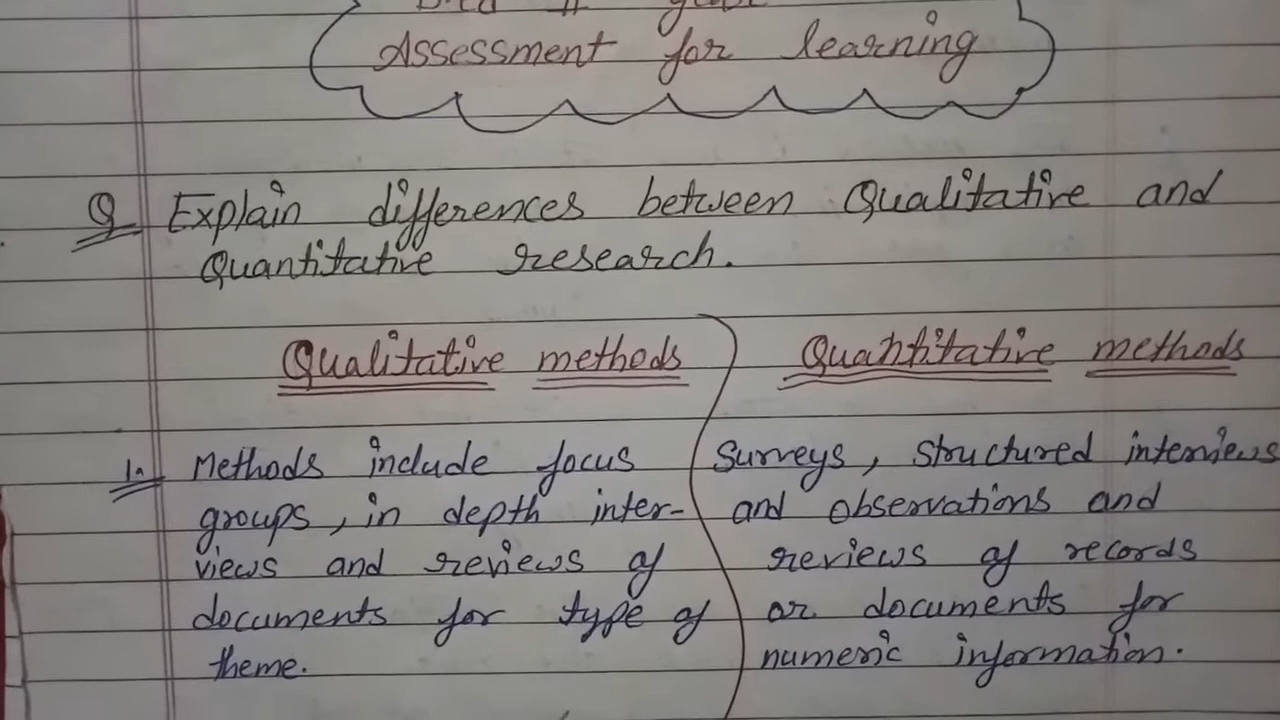 Assessment for learning
Q Explain differences between Qualitative and
Quantitative research.
Qualitative methods
Quantitative methods
1. Methods include focus
groups, in depth inter-
views and reviews of
documents for type of
theme.
Surveys, structured interviews
and observations and
reviews of records
or documents for
numeric information.